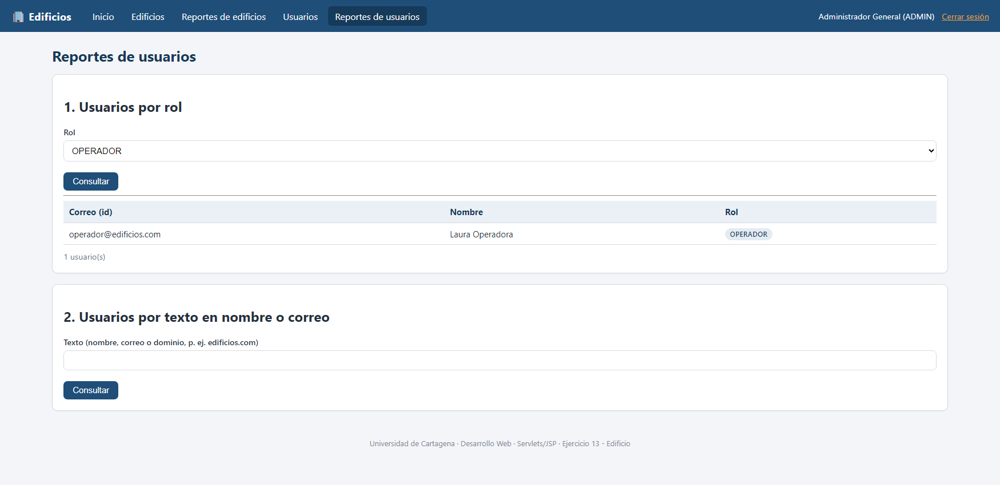 Edificios Inicio Edificios Reportes de edificios Usuarios Reportes de usuarios Administrador General (ADMIN) Cerrar sesión
Reportes de usuarios
1. Usuarios por rol
Rol
OPERADOR
Consultar
Correo (id) Nombre Rol
operador@edificios.com Laura Operadora OPERADOR
1 usuario(s)
2. Usuarios por texto en nombre o correo
Texto (nombre, correo o dominio, p. ej. edificios.com)
Consultar
Universidad de Cartagena · Desarrollo Web · Servlets/JSP · Ejercicio 13 - Edificio